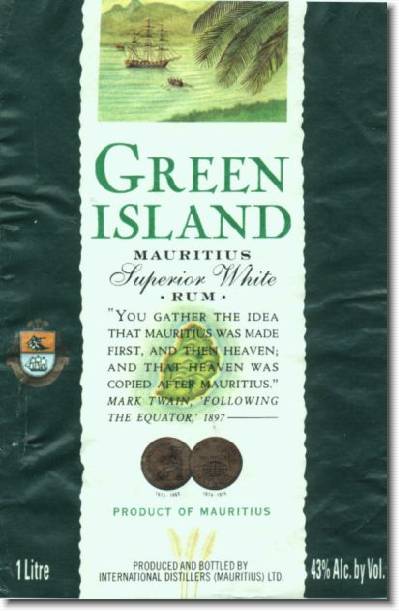 GREEN
ISLAND
MAURITIUS
Superior White
• RUM •
"YOU GATHER THE IDEA
THAT MAURITIUS WAS MADE
FIRST, AND THEN HEAVEN;
AND THAT HEAVEN WAS
COPIED AFTER MAURITIUS."
MARK TWAIN, 'FOLLOWING
THE EQUATOR,' 1897
PRODUCT OF MAURITIUS
1 Litre
PRODUCED AND BOTTLED BY
INTERNATIONAL DISTILLERS (MAURITIUS) LTD
43% Alc. by Vol.